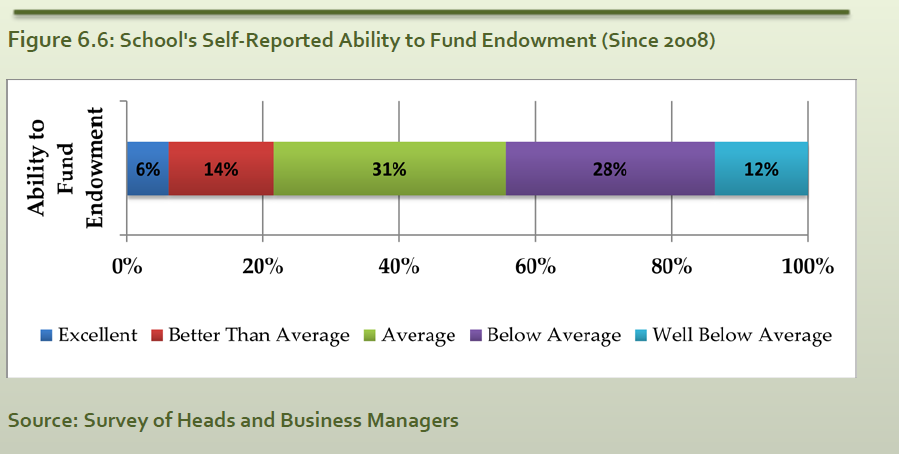 Figure 6.6: School's Self-Reported Ability to Fund Endowment (Since 2008)
Ability to
Fund
Endowment
6% 14% 31% 28% 12%
0% 20% 40% 60% 80% 100%
Excellent Better Than Average Average Below Average Well Below Average
Source: Survey of Heads and Business Managers